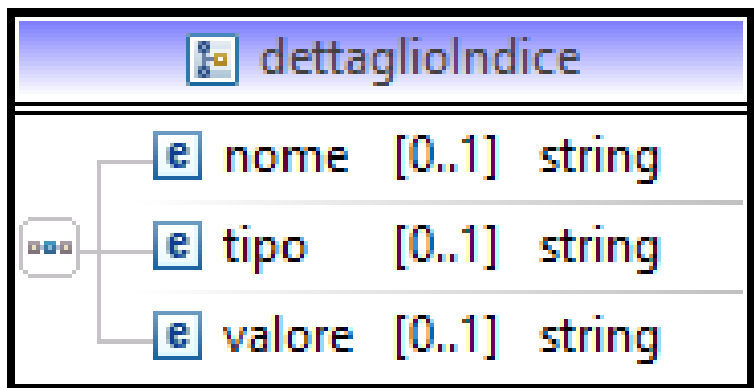 dettaglioIndice
e nome [0..1] string
e tipo [0..1] string
e valore [0..1] string